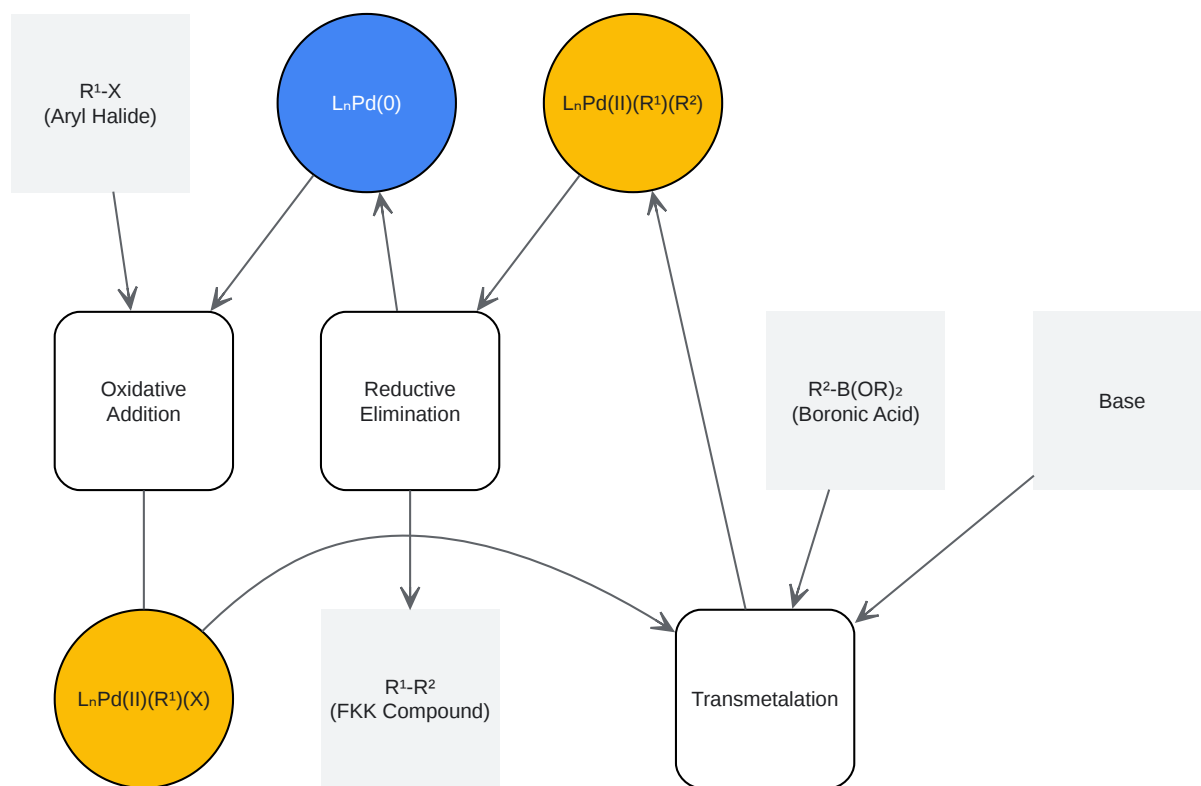 R¹-X
(Aryl Halide)
LₙPd(0)
LₙPd(II)(R¹)(R²)
Oxidative
Addition
Reductive
Elimination
R²-B(OR)₂
(Boronic Acid)
Base
LₙPd(II)(R¹)(X)
R¹-R²
(FKK Compound)
Transmetalation